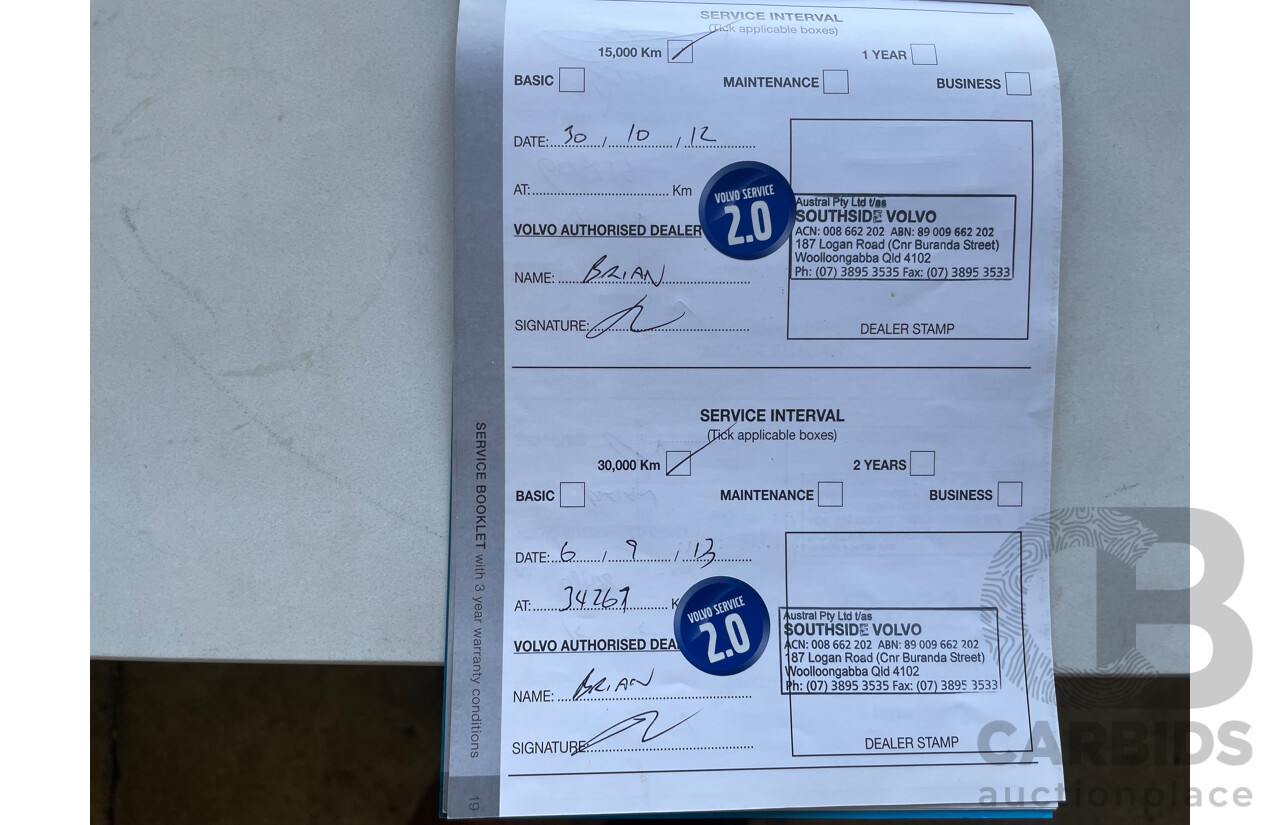 SERVICE INTERVAL
(Tick applicable boxes)
15,000 Km 1 YEAR
BASIC MAINTENANCE BUSINESS
DATE: 30 / 10 / 12
AT: Km
VOLVO SERVICE
2.0
VOLVO AUTHORISED DEALER
NAME: BRIAN
SIGNATURE:
Austral Pty Ltd t/as
SOUTHSIDE VOLVO
ACN: 008 662 202 ABN: 89 009 662 202
187 Logan Road (Cnr Buranda Street)
Woolloongabba Qld 4102
Ph: (07) 3895 3535 Fax: (07) 3895 3533
DEALER STAMP
SERVICE INTERVAL
(Tick applicable boxes)
30,000 Km 2 YEARS
BASIC MAINTENANCE BUSINESS
DATE: 6 / 9 / 13
AT: 34267 K
VOLVO SERVICE
2.0
VOLVO AUTHORISED DEA
NAME: BRIAN
SIGNATURE:
Austral Pty Ltd t/as
SOUTHSIDE VOLVO
ACN: 008 662 202 ABN: 89 009 662 202
187 Logan Road (Cnr Buranda Street)
Woolloongabba Qld 4102
Ph: (07) 3895 3535 Fax: (07) 3895 3533
DEALER STAMP
SERVICE BOOKLET with 3 year warranty conditions
19
CB
CARBIDS
auctionplace